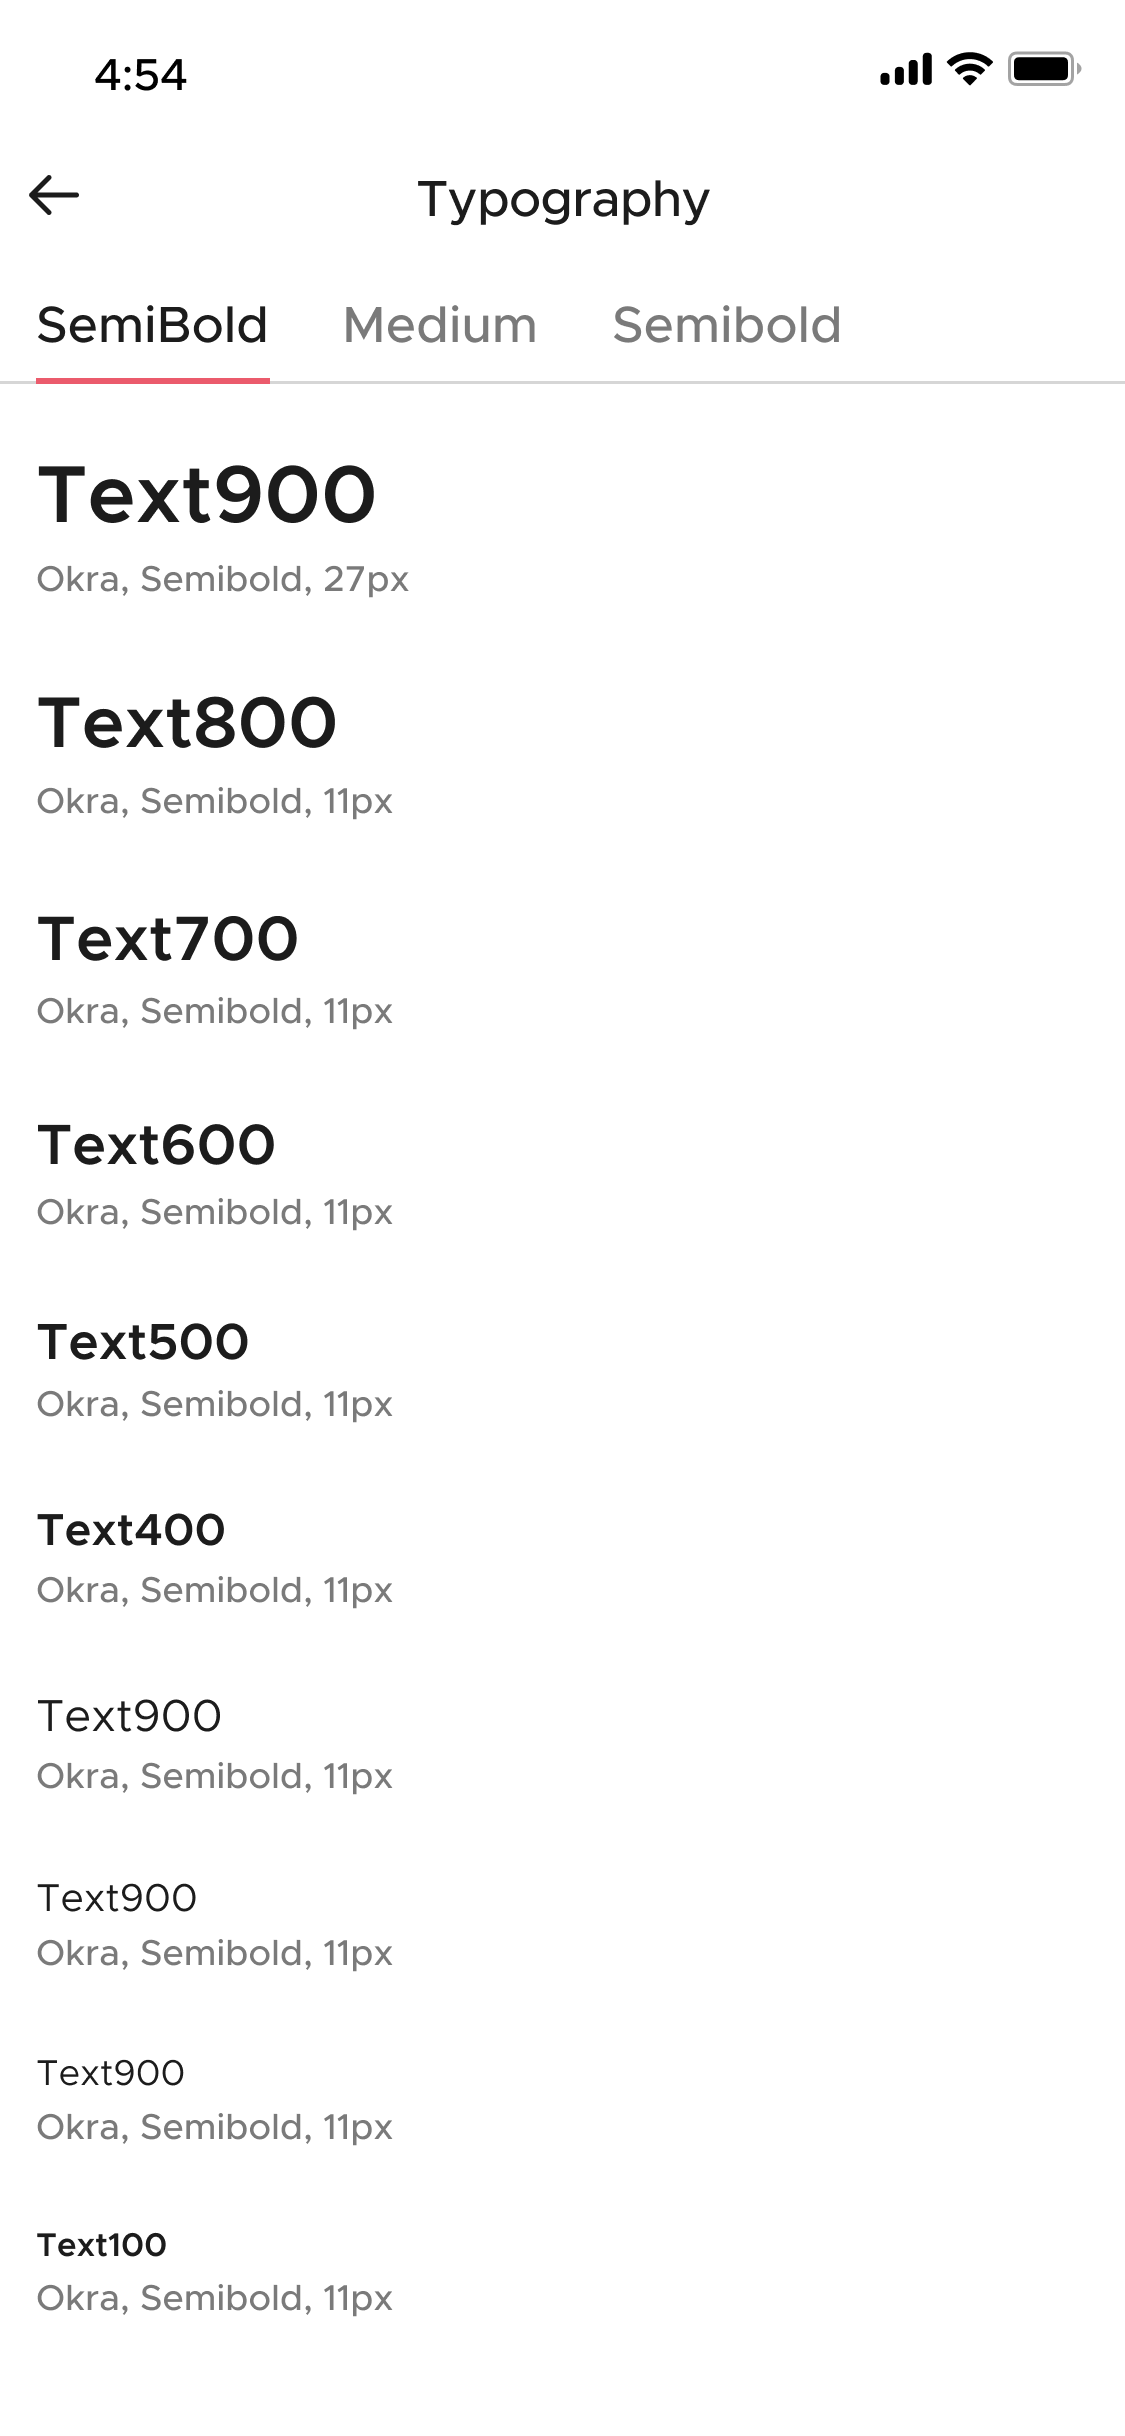 4:54
Typography
SemiBold Medium Semibold
Text900
Okra, Semibold, 27px
Text800
Okra, Semibold, 11px
Text700
Okra, Semibold, 11px
Text600
Okra, Semibold, 11px
Text500
Okra, Semibold, 11px
Text400
Okra, Semibold, 11px
Text900
Okra, Semibold, 11px
Text900
Okra, Semibold, 11px
Text900
Okra, Semibold, 11px
Text100
Okra, Semibold, 11px